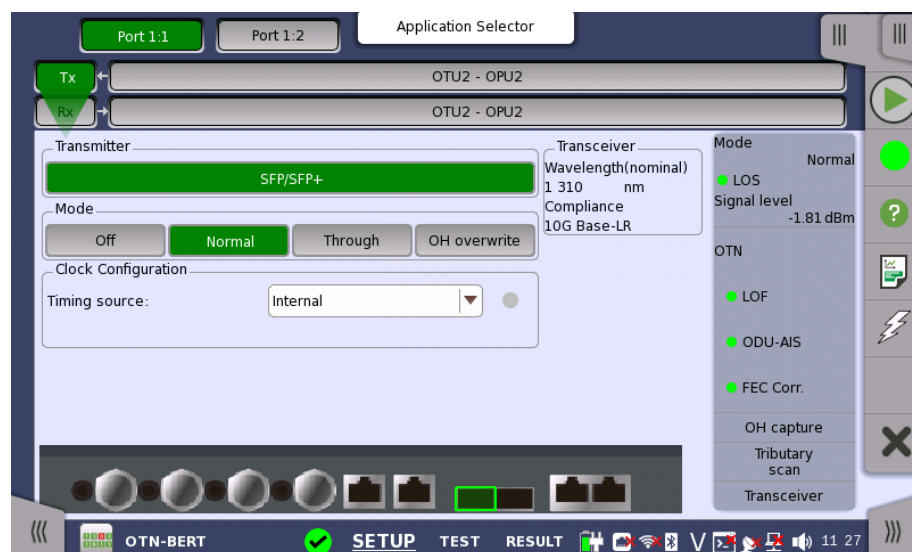 Port 1:1
Port 1:2
Application Selector
Tx
OTU2 - OPU2
Rx
OTU2 - OPU2
Transmitter
SFP/SFP+
Mode
Off
Normal
Through
OH overwrite
Clock Configuration
Timing source:
Internal
Transceiver
Wavelength(nominal)
1 310 nm
Compliance
10G Base-LR
Mode
Normal
LOS
Signal level
-1.81 dBm
OTN
LOF
ODU-AIS
FEC Corr.
OH capture
Tributary
scan
Transceiver
OTN-BERT
SETUP
TEST
RESULT
V
11 27